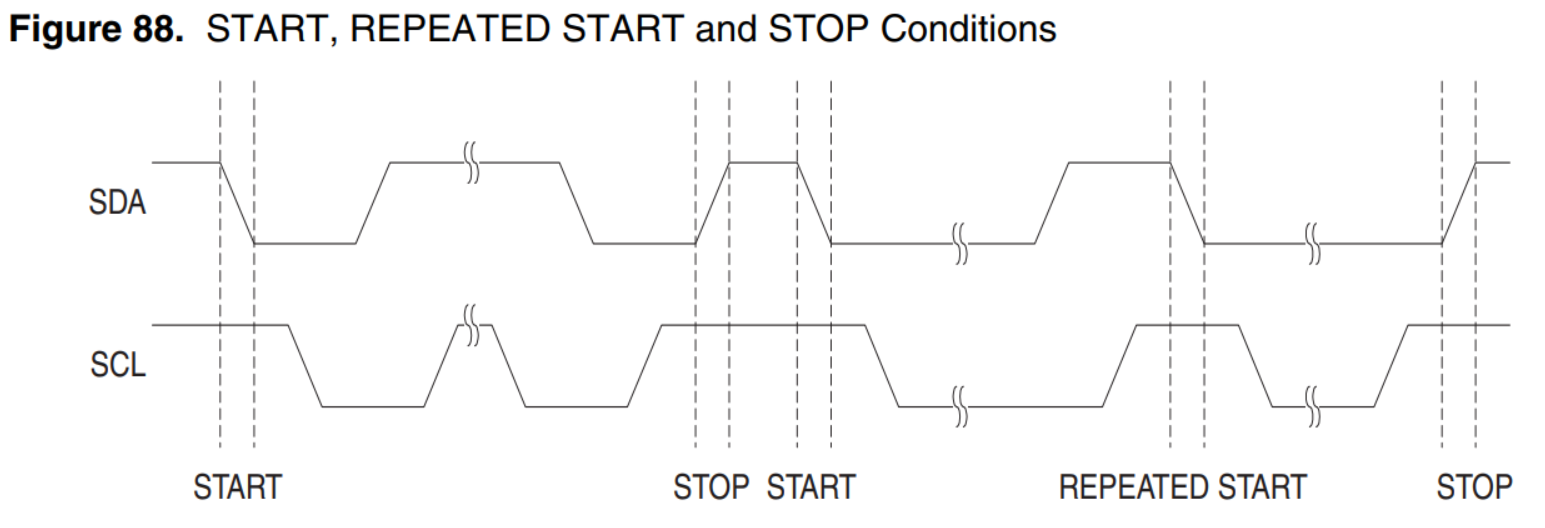 Figure 88. START, REPEATED START and STOP Conditions
SDA
SCL
START STOP START REPEATED START STOP